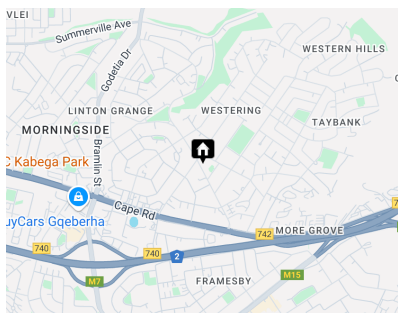 VLEI
Summerville Ave
Godetia Dr
WESTERN HILLS
LINTON GRANGE
WESTERING
TAYBANK
MORNINGSIDE
Bramlin St
C Kabega Park
Cape Rd
uyCars Gqeberha
742
MORE GROVE
740
740
2
M7
FRAMESBY
M15